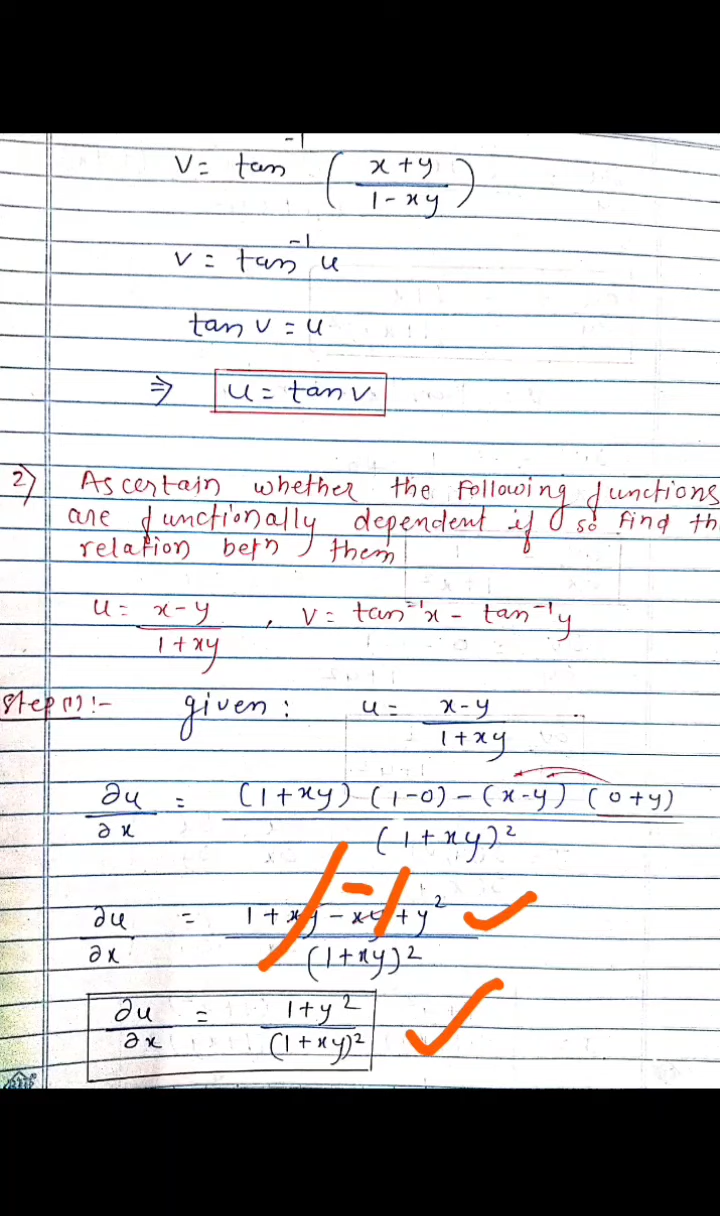 V = tan⁻¹ ( (x+y) / (1-xy) )
v = tan⁻¹ u
tan v = u
⇒ u = tan v
2) Ascertain whether the following functions
are functionally dependent if so find th
relation betn them
u = (x-y) / (1+xy) , v = tan⁻¹x - tan⁻¹y
Step (1) :- given : u = (x-y) / (1+xy)
∂u/∂x = ( (1+xy) (1-0) - (x-y) (0+y) ) / (1+xy)²
∂u/∂x = ( 1+xy - xy + y² ) / (1+xy)²
∂u/∂x = ( 1+y² ) / (1+xy)²